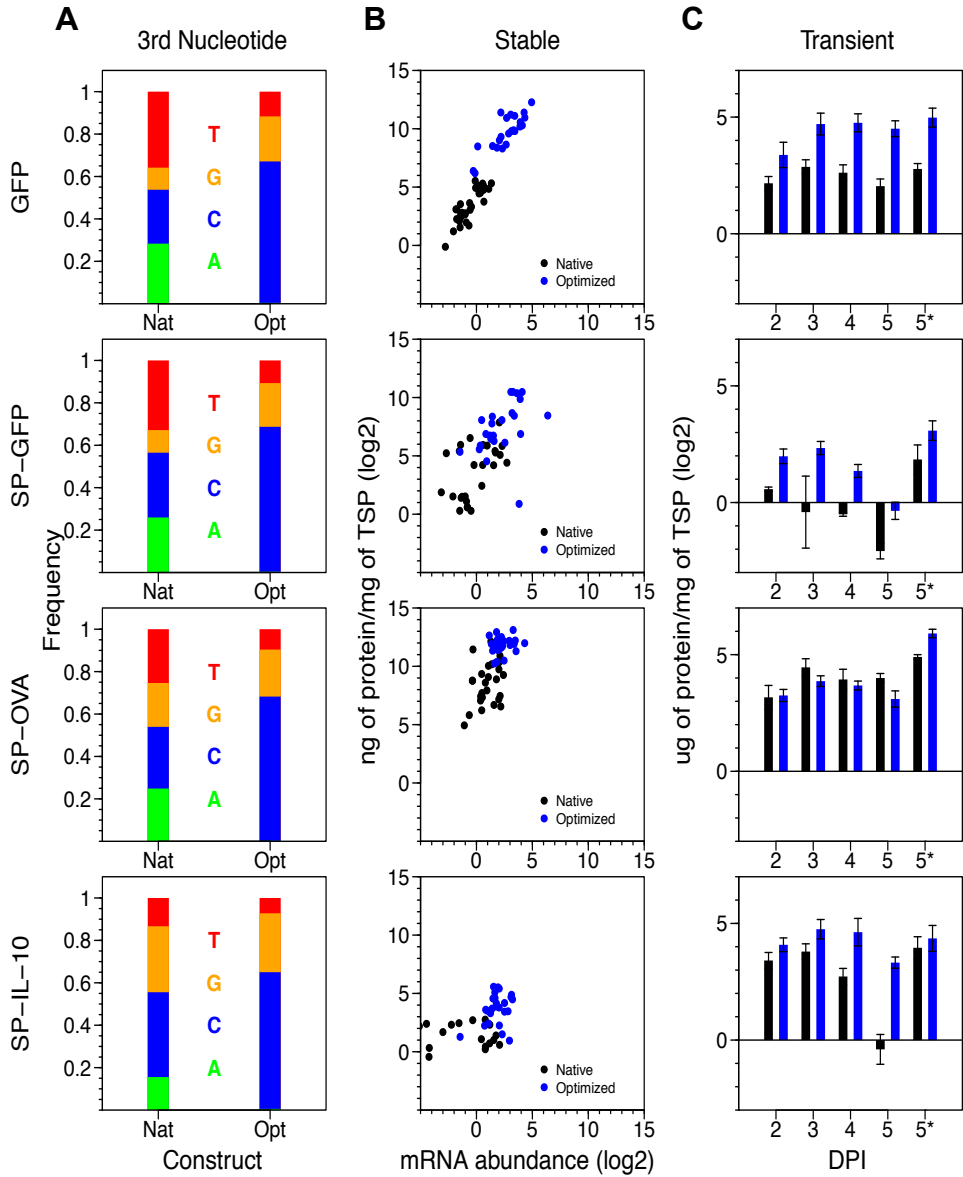 A
B
C
3rd Nucleotide
Stable
Transient
GFP
1
0.8
0.6
0.4
0.2
T
G
C
A
Nat
Opt
15
10
5
0
Native
Optimized
0
5
10
15
5
0
2
3
4
5
5*
SP–GFP
1
0.8
0.6
0.4
0.2
T
G
C
A
Nat
Opt
15
10
5
0
Native
Optimized
0
5
10
15
5
0
2
3
4
5
5*
Frequency
ng of protein/mg of TSP (log2)
ug of protein/mg of TSP (log2)
SP–OVA
1
0.8
0.6
0.4
0.2
T
G
C
A
Nat
Opt
15
10
5
0
Native
Optimized
0
5
10
15
5
0
2
3
4
5
5*
SP–IL–10
1
0.8
0.6
0.4
0.2
T
G
C
A
Nat
Opt
15
10
5
0
Native
Optimized
0
5
10
15
5
0
2
3
4
5
5*
Construct
mRNA abundance (log2)
DPI